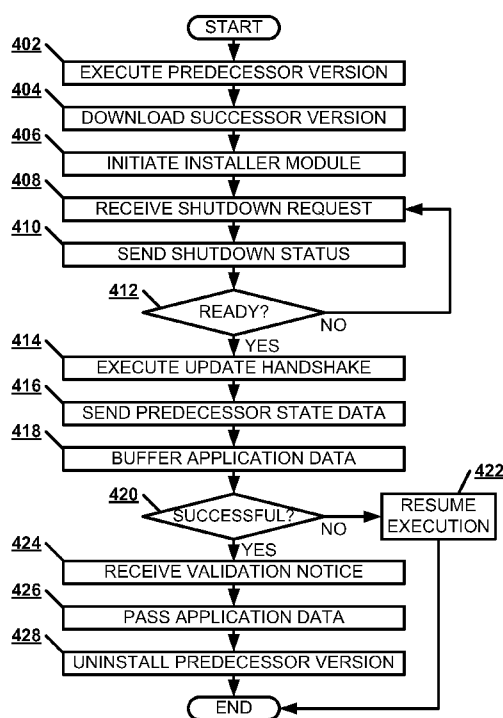 START
402
EXECUTE PREDECESSOR VERSION
404
DOWNLOAD SUCCESSOR VERSION
406
INITIATE INSTALLER MODULE
408
RECEIVE SHUTDOWN REQUEST
410
SEND SHUTDOWN STATUS
412
READY?
NO
YES
414
EXECUTE UPDATE HANDSHAKE
416
SEND PREDECESSOR STATE DATA
418
BUFFER APPLICATION DATA
420
SUCCESSFUL?
NO
422
RESUME
EXECUTION
YES
424
RECEIVE VALIDATION NOTICE
426
PASS APPLICATION DATA
428
UNINSTALL PREDECESSOR VERSION
END